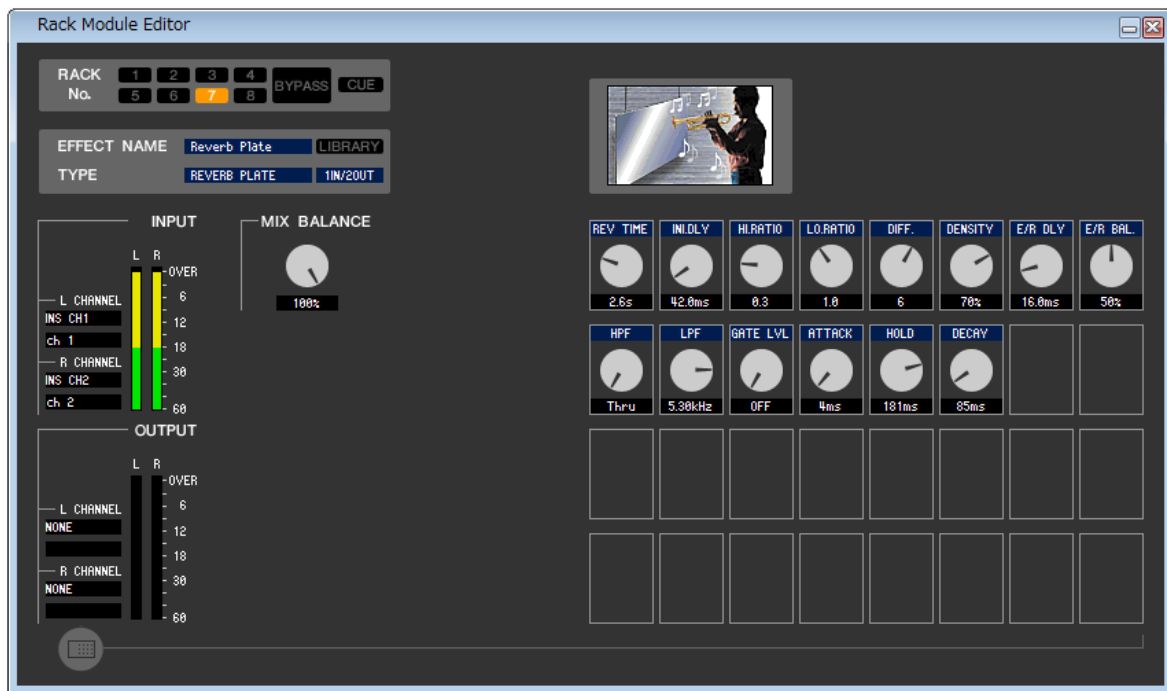 Rack Module Editor
RACK No. 1 2 3 4 5 6 7 8 BYPASS CUE
EFFECT NAME Reverb Plate LIBRARY
TYPE REVERB PLATE 1IN/2OUT
INPUT
L R
OVER
6
12
18
30
60
L CHANNEL
INS CH1
ch 1
R CHANNEL
INS CH2
ch 2
MIX BALANCE
100%
OUTPUT
L R
OVER
6
12
18
30
60
L CHANNEL
NONE
R CHANNEL
NONE
REV TIME INI.DLY HI.RATIO LO.RATIO DIFF. DENSITY E/R DLY E/R BAL.
2.6s 42.0ms 0.3 1.0 6 70% 16.0ms 50%
HPF LPF GATE LVL ATTACK HOLD DECAY
Thru 5.30kHz OFF 4ms 181ms 85ms